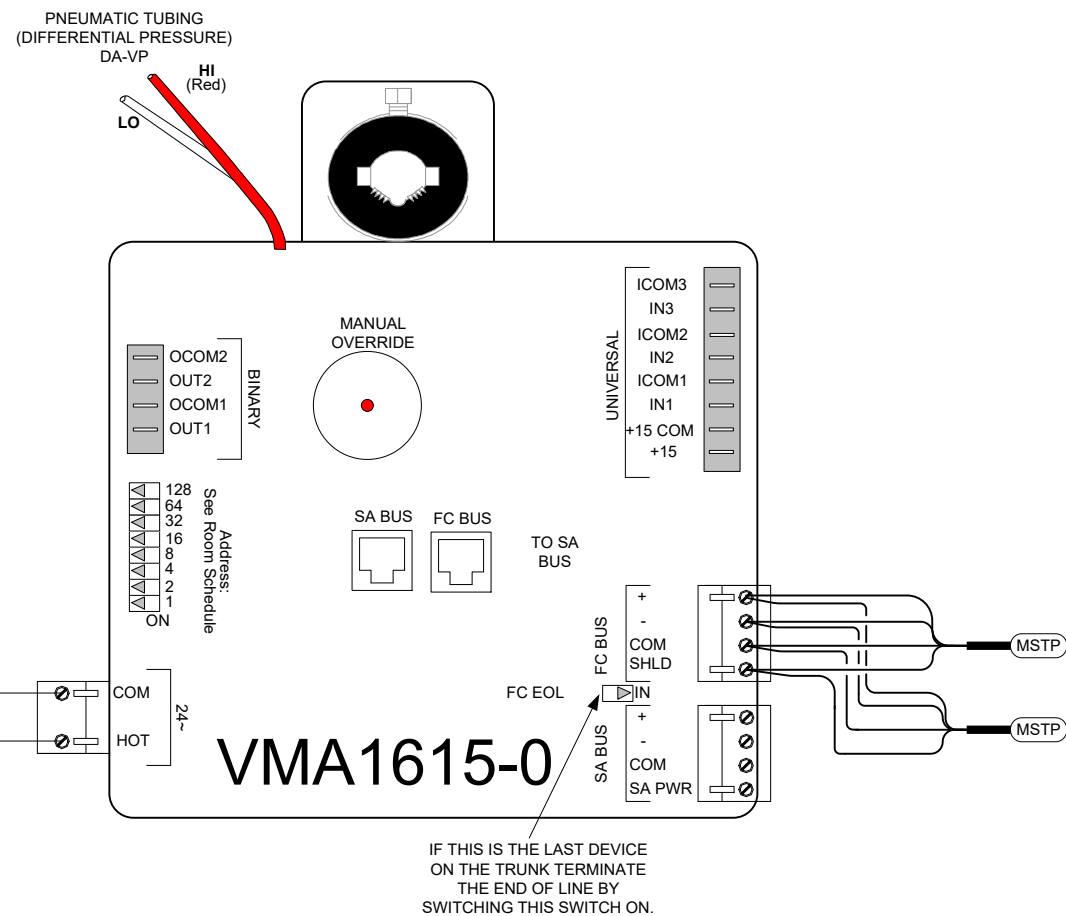 PNEUMATIC TUBING
(DIFFERENTIAL PRESSURE)
DA-VP
HI
(Red)
LO
MANUAL
OVERRIDE
OCOM2
OUT2
OCOM1
OUT1
BINARY
UNIVERSAL
ICOM3
IN3
ICOM2
IN2
ICOM1
IN1
+15 COM
+15
128
64
32
16
8
4
2
1
ON
Address:
See Room Schedule
SA BUS
FC BUS
TO SA
BUS
FC BUS
+
-
COM
SHLD
MSTP
FC EOL
IN
SA BUS
+
-
COM
SA PWR
MSTP
COM
HOT
24~
VMA1615-0
IF THIS IS THE LAST DEVICE
ON THE TRUNK TERMINATE
THE END OF LINE BY
SWITCHING THIS SWITCH ON.